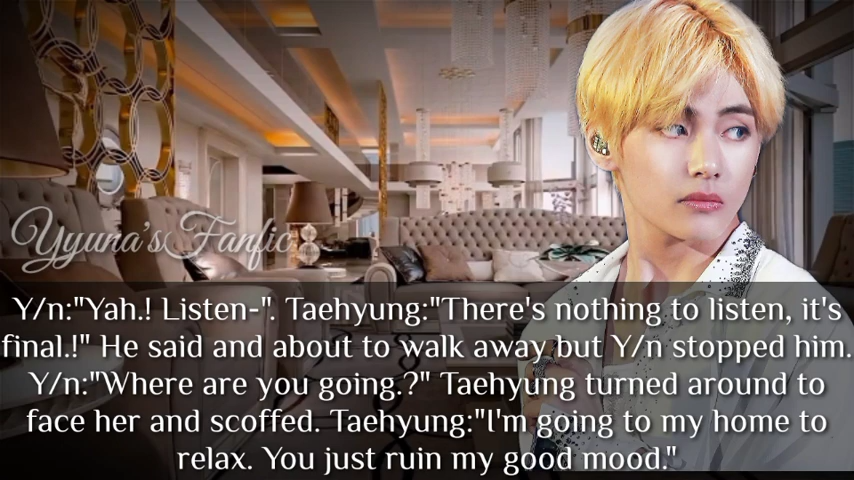 Yyuna's Fanfic
Y/n:"Yah.! Listen-". Taehyung:"There's nothing to listen, it's
final.!" He said and about to walk away but Y/n stopped him.
Y/n:"Where are you going.?" Taehyung turned around to
face her and scoffed. Taehyung:"I'm going to my home to
relax. You just ruin my good mood."